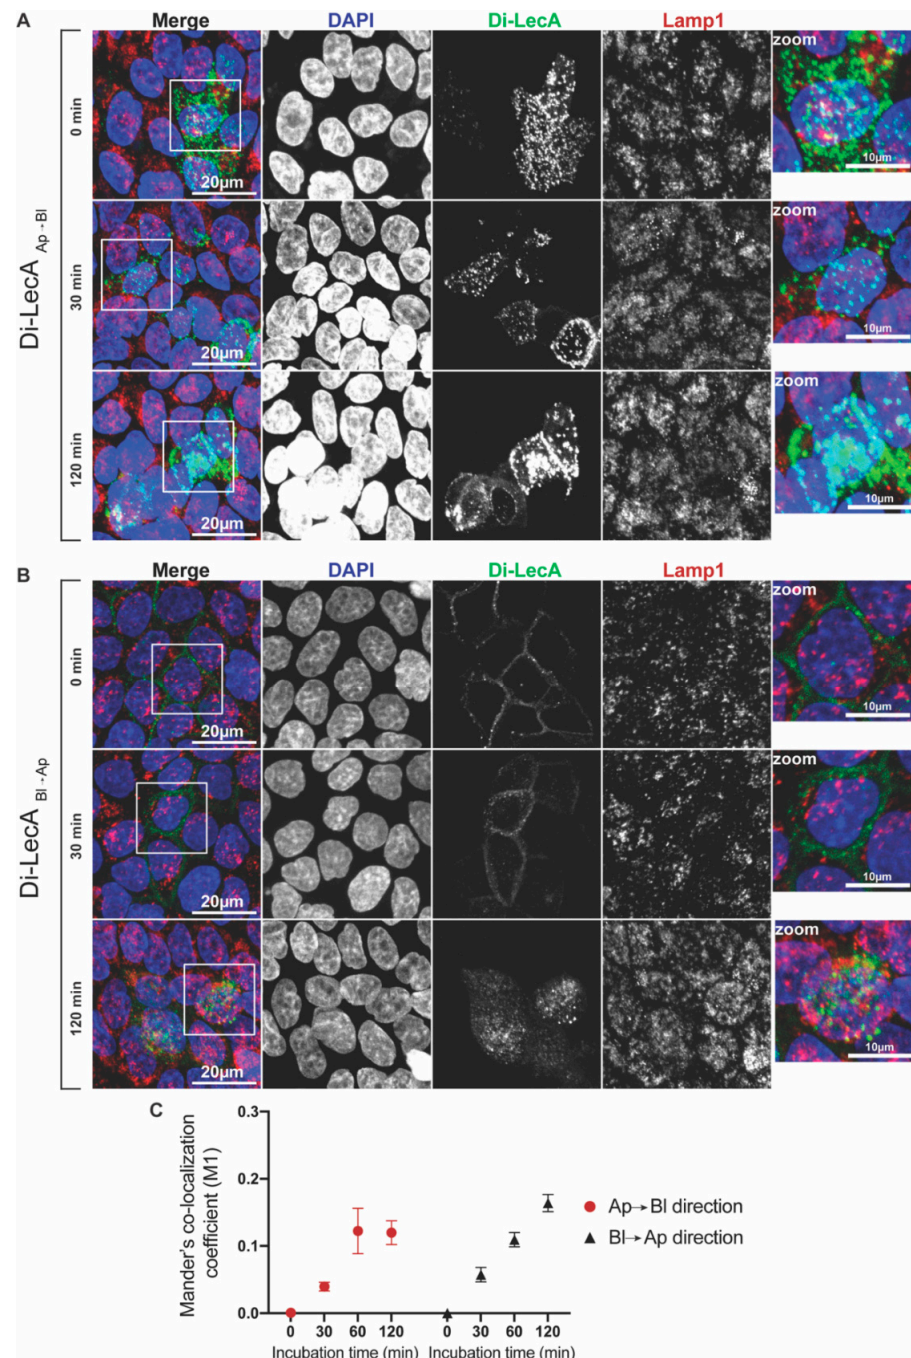 A Merge DAPI Di-LecA Lamp1
Di-LecA Ap→Bl
0 min
20µm
zoom
10µm
30 min
20µm
zoom
10µm
120 min
20µm
zoom
10µm
B Merge DAPI Di-LecA Lamp1
Di-LecA Bl→Ap
0 min
20µm
zoom
10µm
30 min
20µm
zoom
10µm
120 min
20µm
zoom
10µm
C
Mander's co-localization
coefficient (M1)
0.3
0.2
0.1
0.0
0 30 60 120 0 30 60 120
Incubation time (min) Incubation time (min)
Ap→Bl direction
Bl→Ap direction